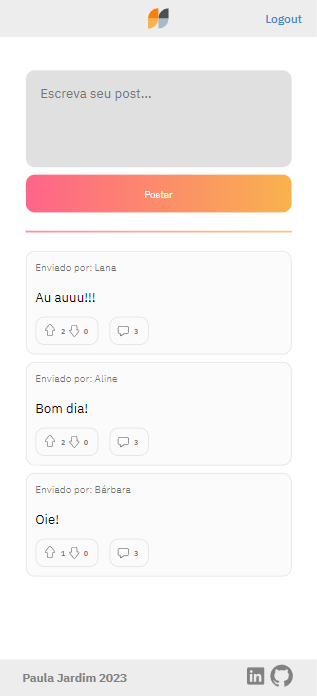 Logout
Escreva seu post...
Postar
Enviado por: Lana
Au auuu!!!
2 0 3
Enviado por: Aline
Bom dia!
2 0 3
Enviado por: Bárbara
Oie!
1 0 3
Paula Jardim 2023
in